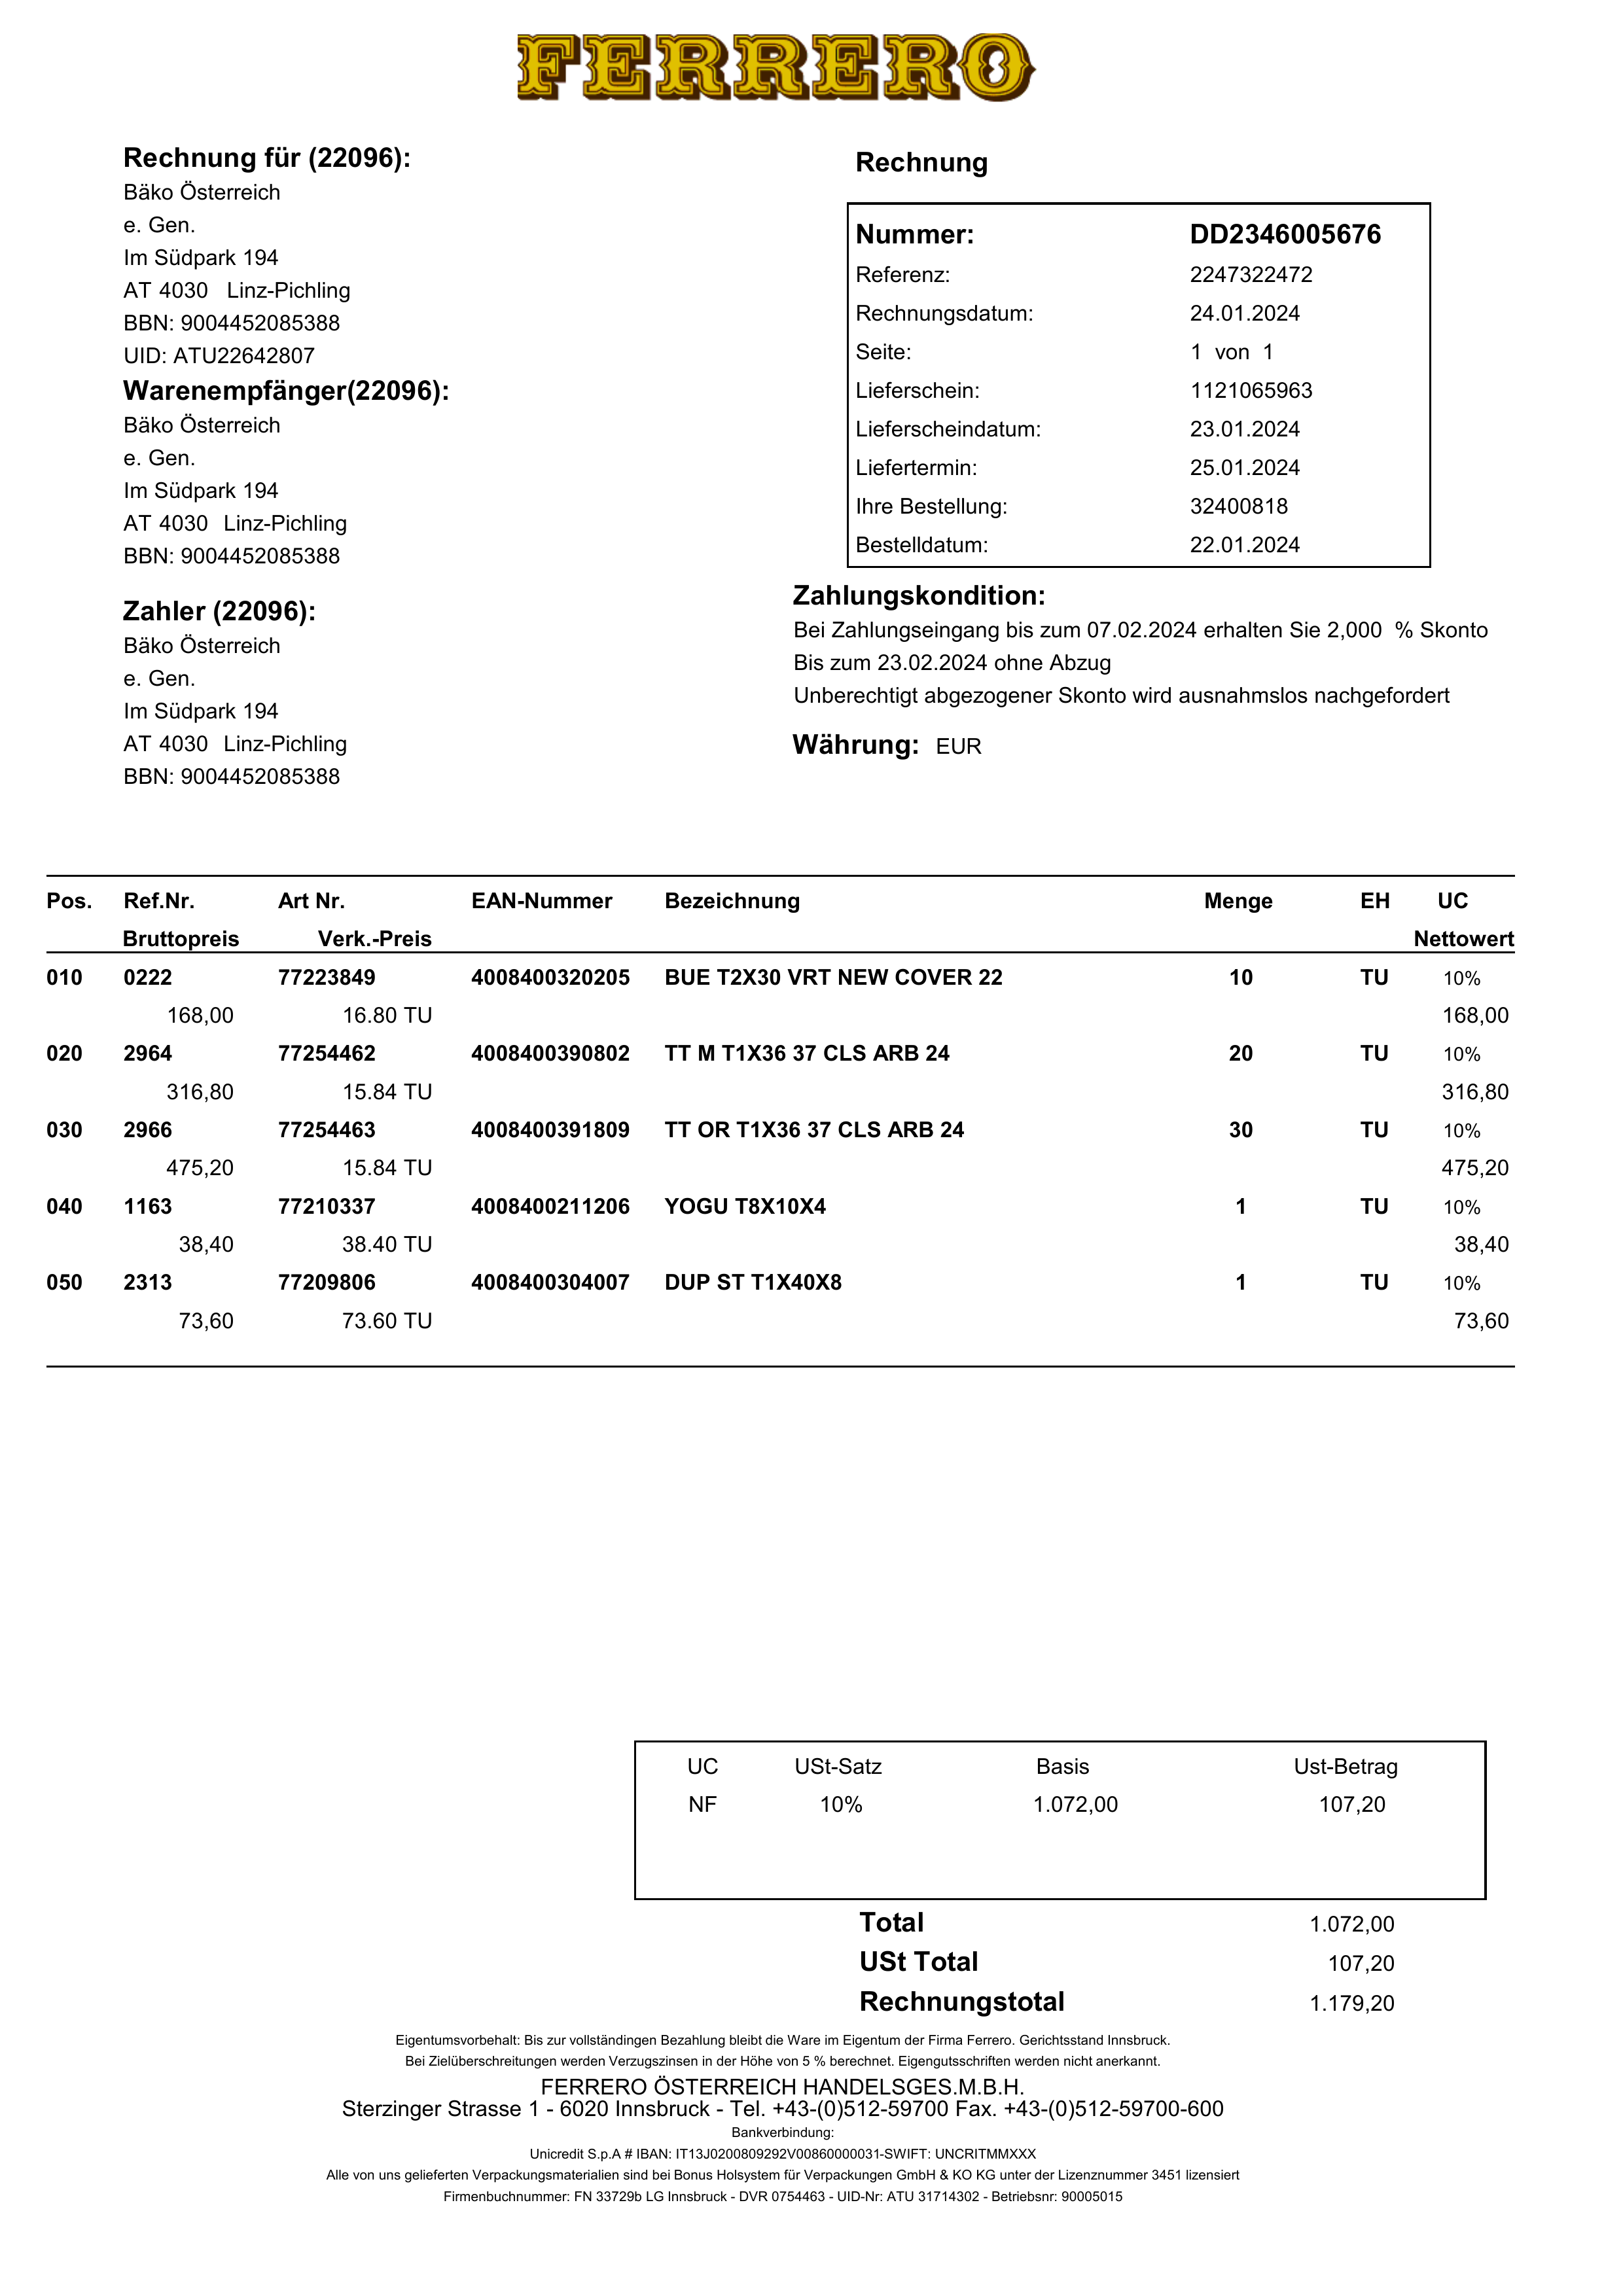 FERRERO
Rechnung für (22096):
Bäko Österreich
e. Gen.
Im Südpark 194
AT 4030 Linz-Pichling
BBN: 9004452085388
UID: ATU22642807
Warenempfänger(22096):
Bäko Österreich
e. Gen.
Im Südpark 194
AT 4030 Linz-Pichling
BBN: 9004452085388
Zahler (22096):
Bäko Österreich
e. Gen.
Im Südpark 194
AT 4030 Linz-Pichling
BBN: 9004452085388
Rechnung
Nummer: DD2346005676
Referenz: 2247322472
Rechnungsdatum: 24.01.2024
Seite: 1 von 1
Lieferschein: 1121065963
Lieferscheindatum: 23.01.2024
Liefertermin: 25.01.2024
Ihre Bestellung: 32400818
Bestelldatum: 22.01.2024
Zahlungskondition:
Bei Zahlungseingang bis zum 07.02.2024 erhalten Sie 2,000 % Skonto
Bis zum 23.02.2024 ohne Abzug
Unberechtigt abgezogener Skonto wird ausnahmslos nachgefordert
Währung: EUR
Pos. Ref.Nr. Art Nr. EAN-Nummer Bezeichnung Menge EH UC
Bruttopreis Verk.-Preis Nettowert
010 0222 77223849 4008400320205 BUE T2X30 VRT NEW COVER 22 10 TU 10%
168,00 16.80 TU 168,00
020 2964 77254462 4008400390802 TT M T1X36 37 CLS ARB 24 20 TU 10%
316,80 15.84 TU 316,80
030 2966 77254463 4008400391809 TT OR T1X36 37 CLS ARB 24 30 TU 10%
475,20 15.84 TU 475,20
040 1163 77210337 4008400211206 YOGU T8X10X4 1 TU 10%
38,40 38.40 TU 38,40
050 2313 77209806 4008400304007 DUP ST T1X40X8 1 TU 10%
73,60 73.60 TU 73,60
UC USt-Satz Basis Ust-Betrag
NF 10% 1.072,00 107,20
Total 1.072,00
USt Total 107,20
Rechnungstotal 1.179,20
Eigentumsvorbehalt: Bis zur vollständingen Bezahlung bleibt die Ware im Eigentum der Firma Ferrero. Gerichtsstand Innsbruck.
Bei Zielüberschreitungen werden Verzugszinsen in der Höhe von 5 % berechnet. Eigengutsschriften werden nicht anerkannt.
FERRERO ÖSTERREICH HANDELSGES.M.B.H.
Sterzinger Strasse 1 - 6020 Innsbruck - Tel. +43-(0)512-59700 Fax. +43-(0)512-59700-600
Bankverbindung:
Unicredit S.p.A # IBAN: IT13J0200809292V00860000031-SWIFT: UNCRITMMXXX
Alle von uns gelieferten Verpackungsmaterialien sind bei Bonus Holsystem für Verpackungen GmbH & KO KG unter der Lizenznummer 3451 lizensiert
Firmenbuchnummer: FN 33729b LG Innsbruck - DVR 0754463 - UID-Nr: ATU 31714302 - Betriebsnr: 90005015